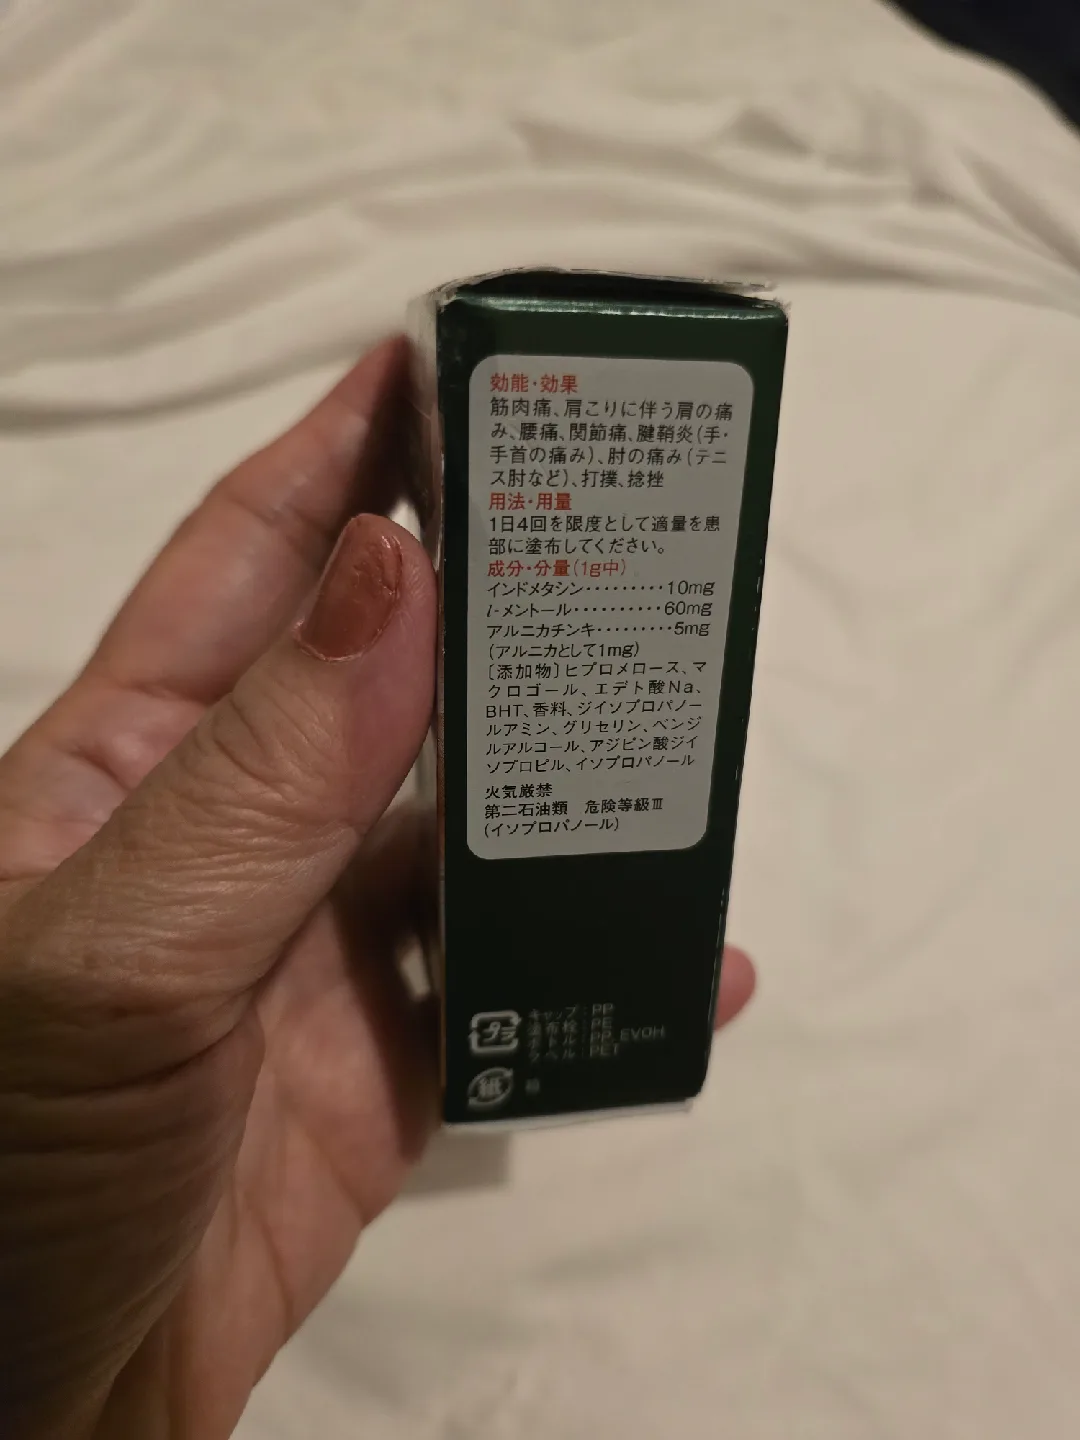 効能・効果
筋肉痛、肩こりに伴う肩の痛
み、腰痛、関節痛、腱鞘炎(手・
手首の痛み)、肘の痛み(テニ
ス肘など)、打撲、捻挫
用法・用量
1日4回を限度として適量を患
部に塗布してください。
成分・分量(1g中)
インドメタシン・・・・・・・・・10mg
l-メントール・・・・・・・・・・60mg
アルニカチンキ・・・・・・・・・5mg
(アルニカとして1mg)
〔添加物〕ヒプロメロース、マ
クロゴール、エデト酸Na、
BHT、香料、ジイソプロパノー
ルアミン、グリセリン、ベンジ
ルアルコール、アジピン酸ジイ
ソプロピル、イソプロパノール
火気厳禁
第二石油類 危険等級Ⅲ
(イソプロパノール)
プラ
キャップ:PP
塗布栓:PE
ボトル:PP、EVOH
ラベル:PET
紙